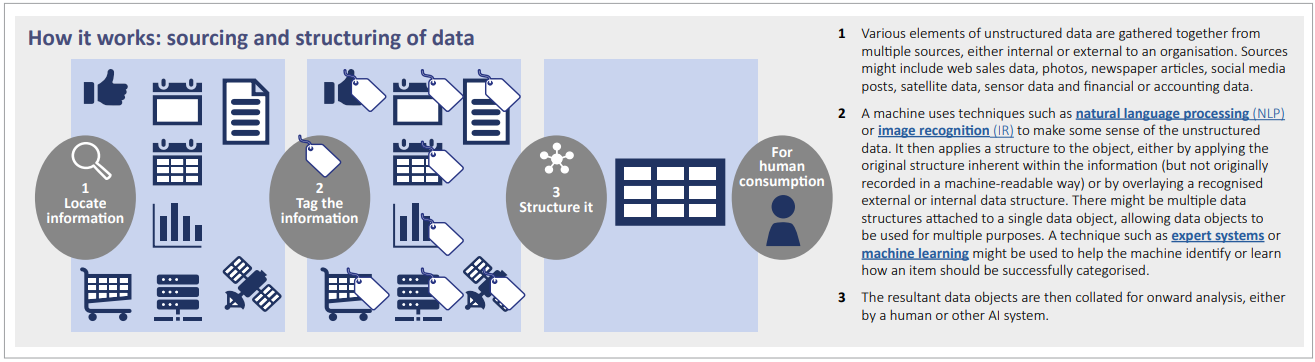 How it works: sourcing and structuring of data
1
Locate
information
2
Tag the
information
3
Structure it
For
human
consumption
1 Various elements of unstructured data are gathered together from
multiple sources, either internal or external to an organisation. Sources
might include web sales data, photos, newspaper articles, social media
posts, satellite data, sensor data and financial or accounting data.
2 A machine uses techniques such as natural language processing (NLP)
or image recognition (IR) to make some sense of the unstructured
data. It then applies a structure to the object, either by applying the
original structure inherent within the information (but not originally
recorded in a machine-readable way) or by overlaying a recognised
external or internal data structure. There might be multiple data
structures attached to a single data object, allowing data objects to
be used for multiple purposes. A technique such as expert systems or
machine learning might be used to help the machine identify or learn
how an item should be successfully categorised.
3 The resultant data objects are then collated for onward analysis, either
by a human or other AI system.